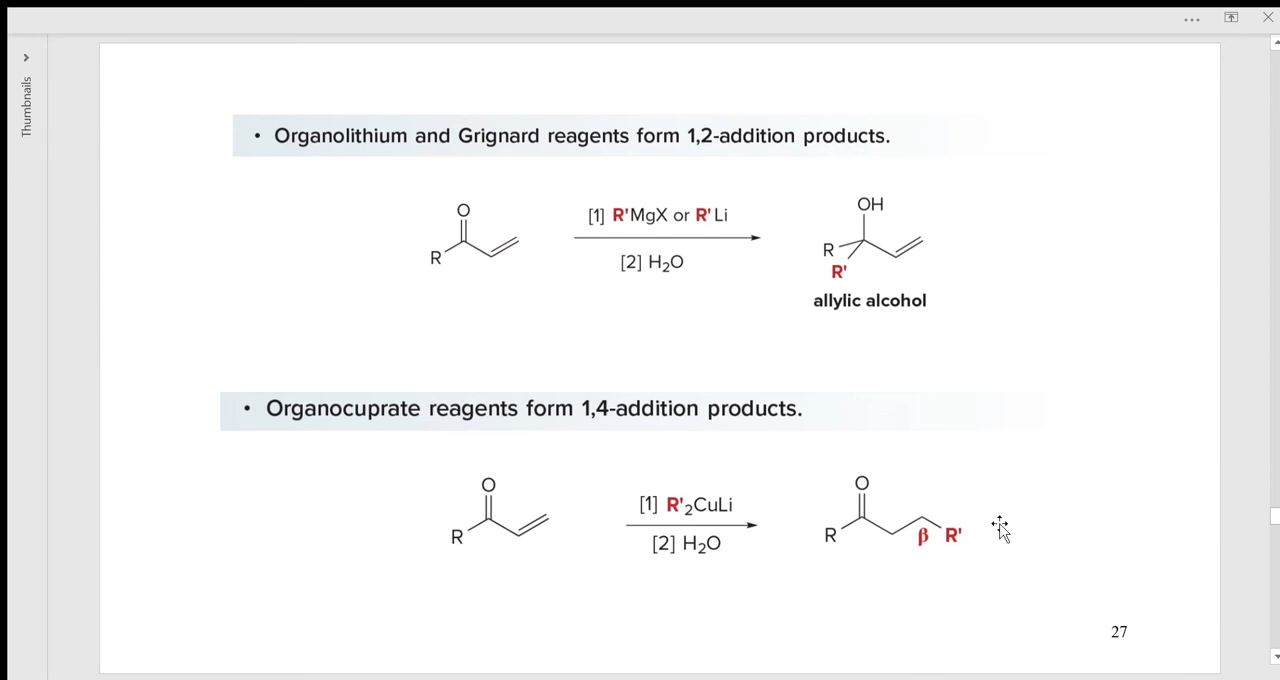 Thumbnails
• Organolithium and Grignard reagents form 1,2-addition products.
O
R
[1] R'MgX or R'Li
[2] H₂O
OH
R
R'
allylic alcohol
• Organocuprate reagents form 1,4-addition products.
O
R
[1] R'₂CuLi
[2] H₂O
O
R
β R'
27